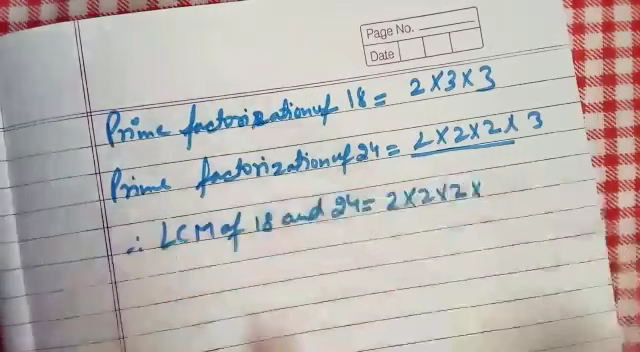 Page No.
Date
Prime factorization of 18 = 2×3×3
Prime factorization of 24 = 2×2×2×3
∴ LCM of 18 and 24 = 2×2×2×